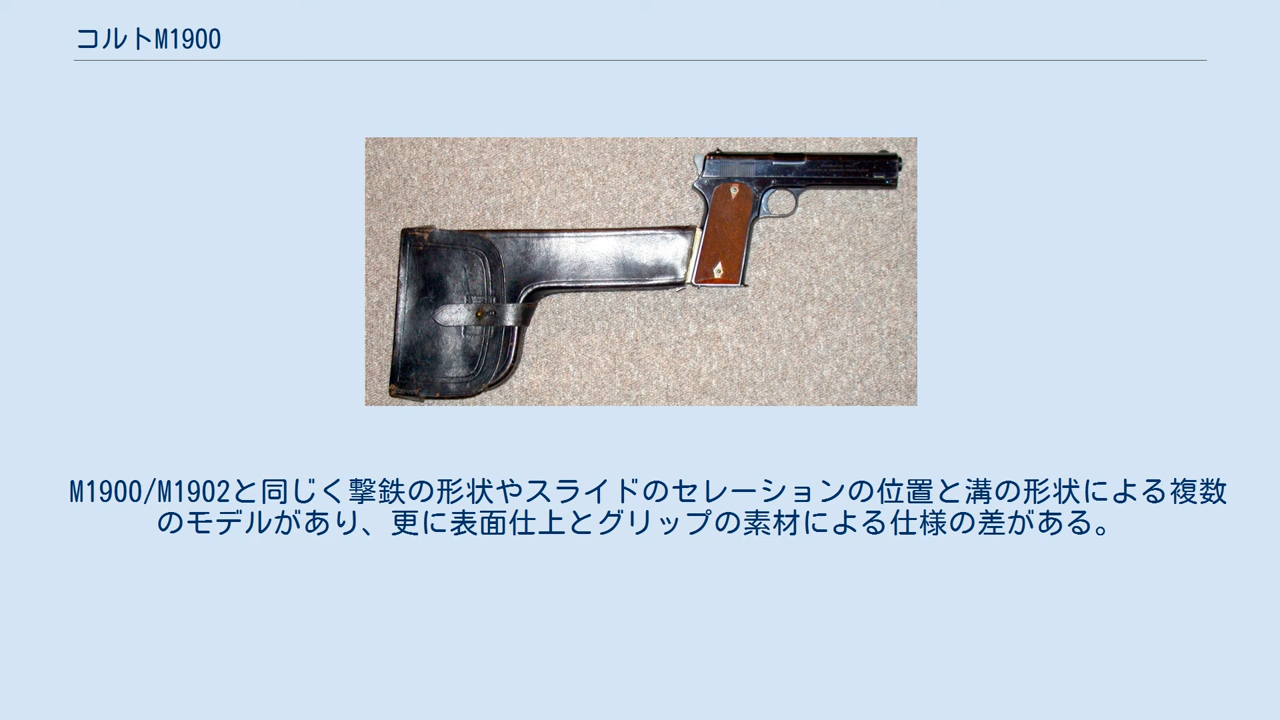 コルトM1900
M1900/M1902と同じく撃鉄の形状やスライドのセレーションの位置と溝の形状による複数
のモデルがあり、更に表面仕上とグリップの素材による仕様の差がある。